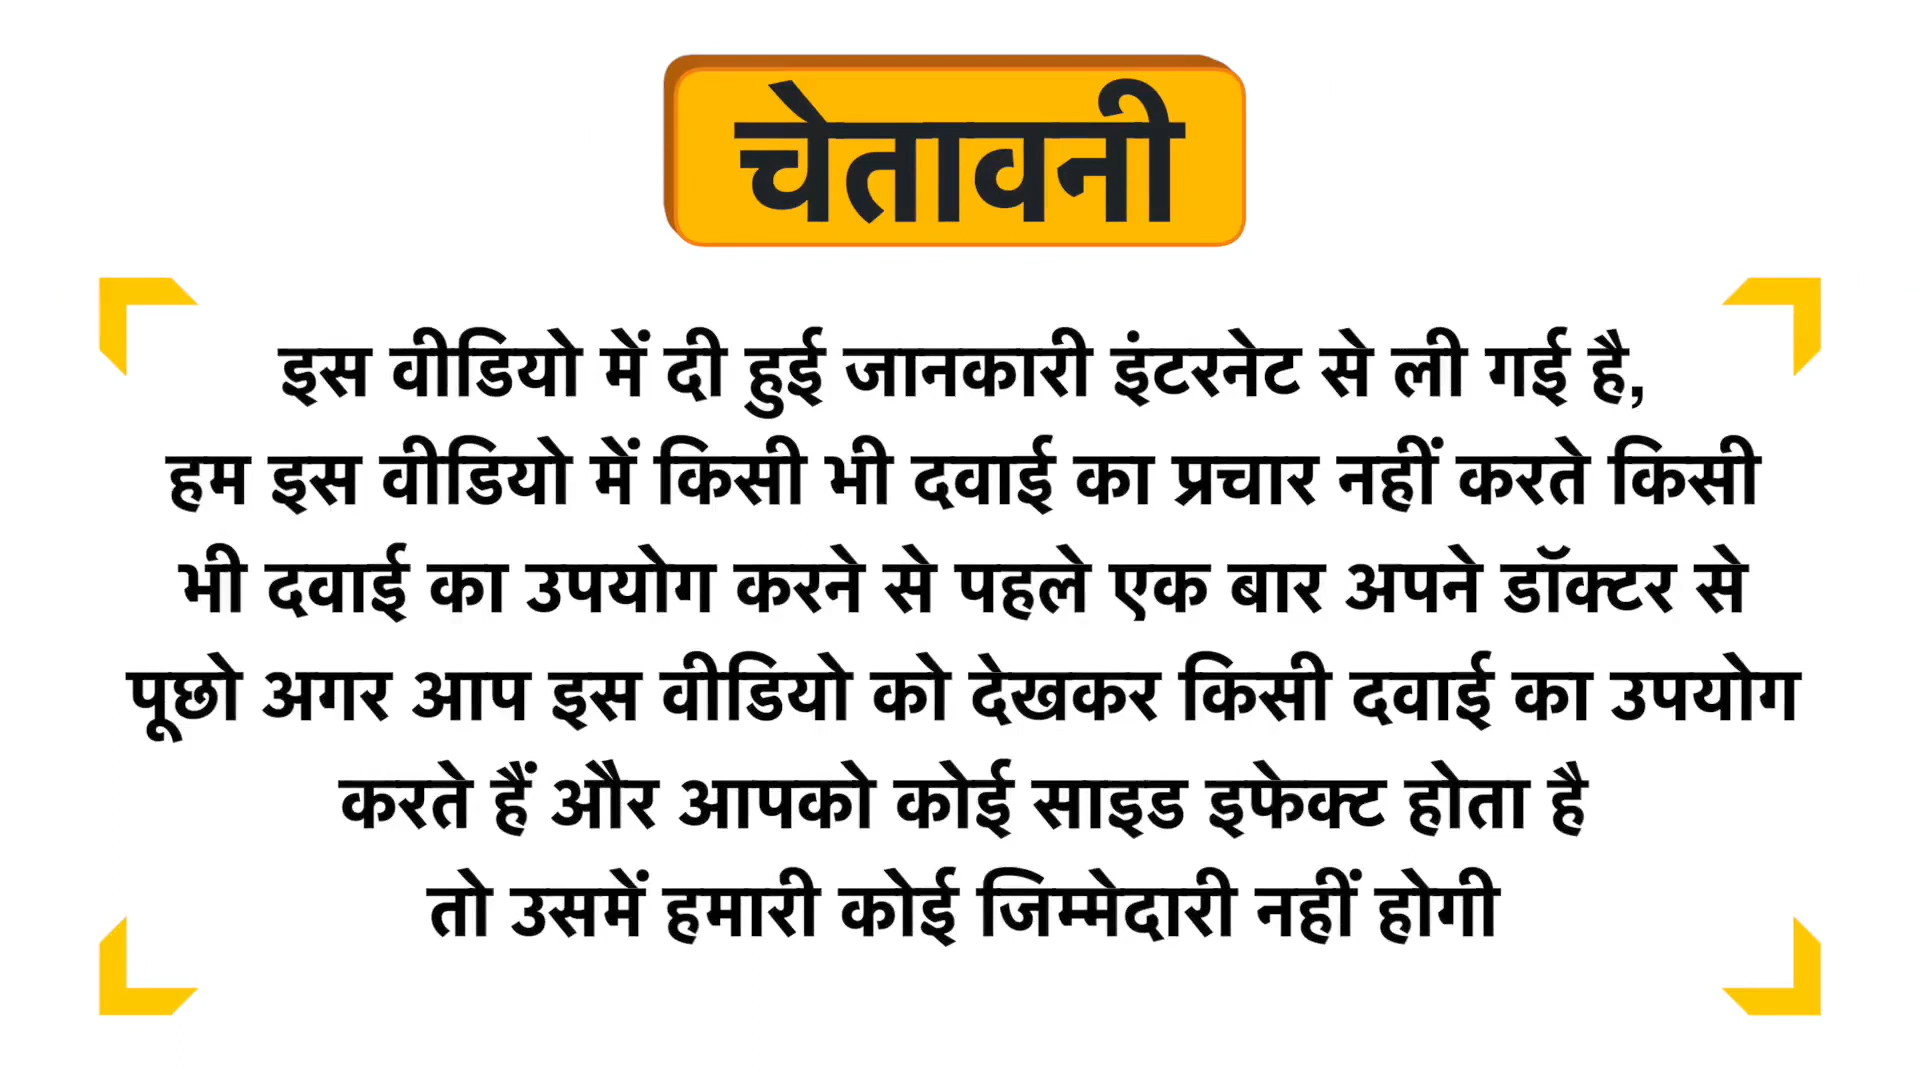 चेतावनी
इस वीडियो में दी हुई जानकारी इंटरनेट से ली गई है,
हम इस वीडियो में किसी भी दवाई का प्रचार नहीं करते किसी
भी दवाई का उपयोग करने से पहले एक बार अपने डॉक्टर से
पूछो अगर आप इस वीडियो को देखकर किसी दवाई का उपयोग
करते हैं और आपको कोई साइड इफेक्ट होता है
तो उसमें हमारी कोई जिम्मेदारी नहीं होगी